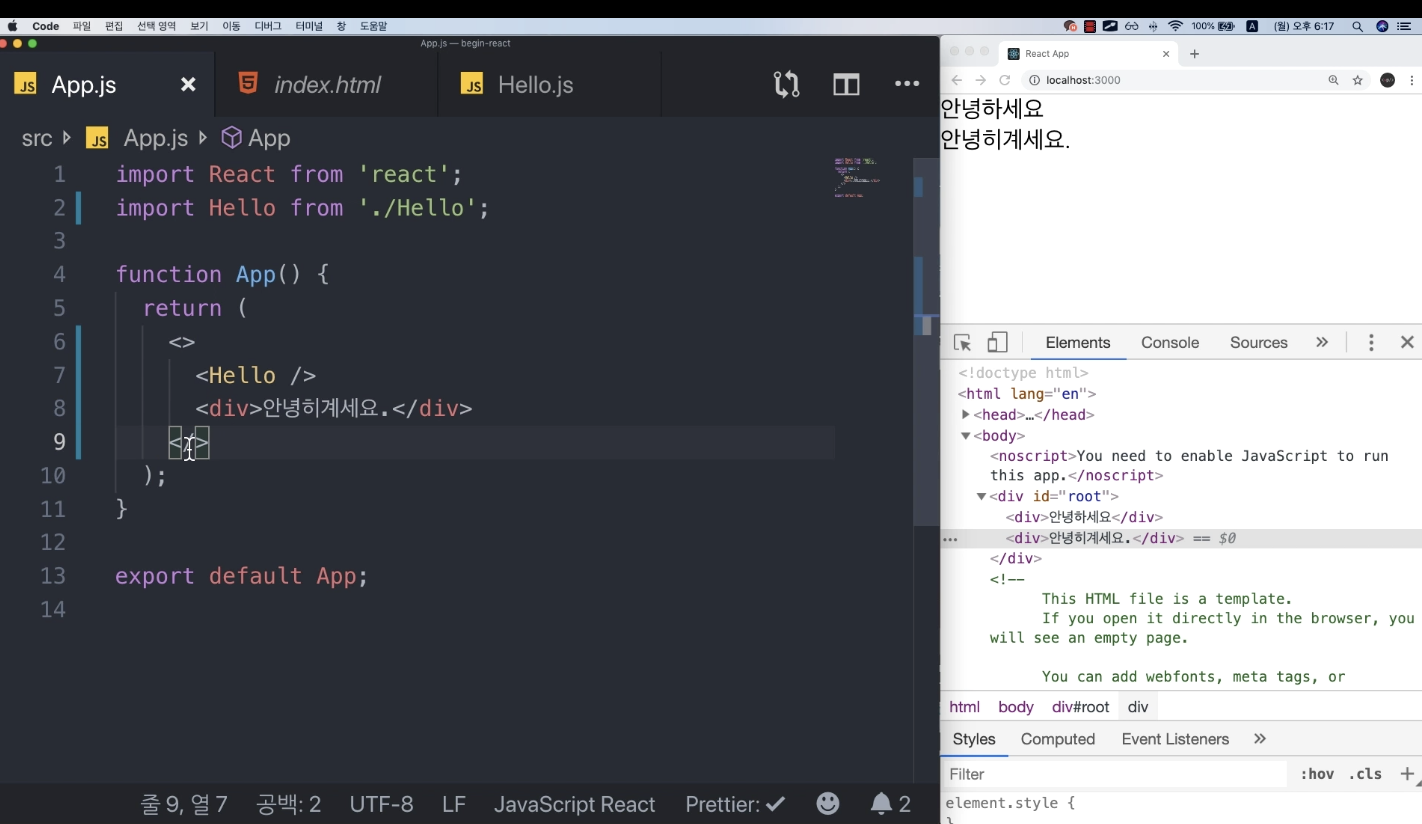 Code 파일 편집 선택 영역 보기 이동 디버그 터미널 창 도움말 100% A (월) 오후 6:17
App.js — begin-react
JS App.js × 5 index.html JS Hello.js
src JS App.js App
1 import React from 'react';
2 import Hello from './Hello';
3
4 function App() {
5 return (
6 <>
7 <Hello />
8 <div>안녕히계세요.</div>
9 </>
10 );
11 }
12
13 export default App;
14
줄 9, 열 7 공백: 2 UTF-8 LF JavaScript React Prettier: ✓ 2
React App
localhost:3000
안녕하세요
안녕히계세요.
Elements Console Sources »
<!doctype html>
<html lang="en">
<head>…</head>
<body>
<noscript>You need to enable JavaScript to run
this app.</noscript>
<div id="root">
<div>안녕하세요</div>
<div>안녕히계세요.</div> == $0
</div>
<!--
This HTML file is a template.
If you open it directly in the browser, you
will see an empty page.
You can add webfonts, meta tags, or
html body div#root div
Styles Computed Event Listeners »
Filter :hov .cls +
element.style {
}